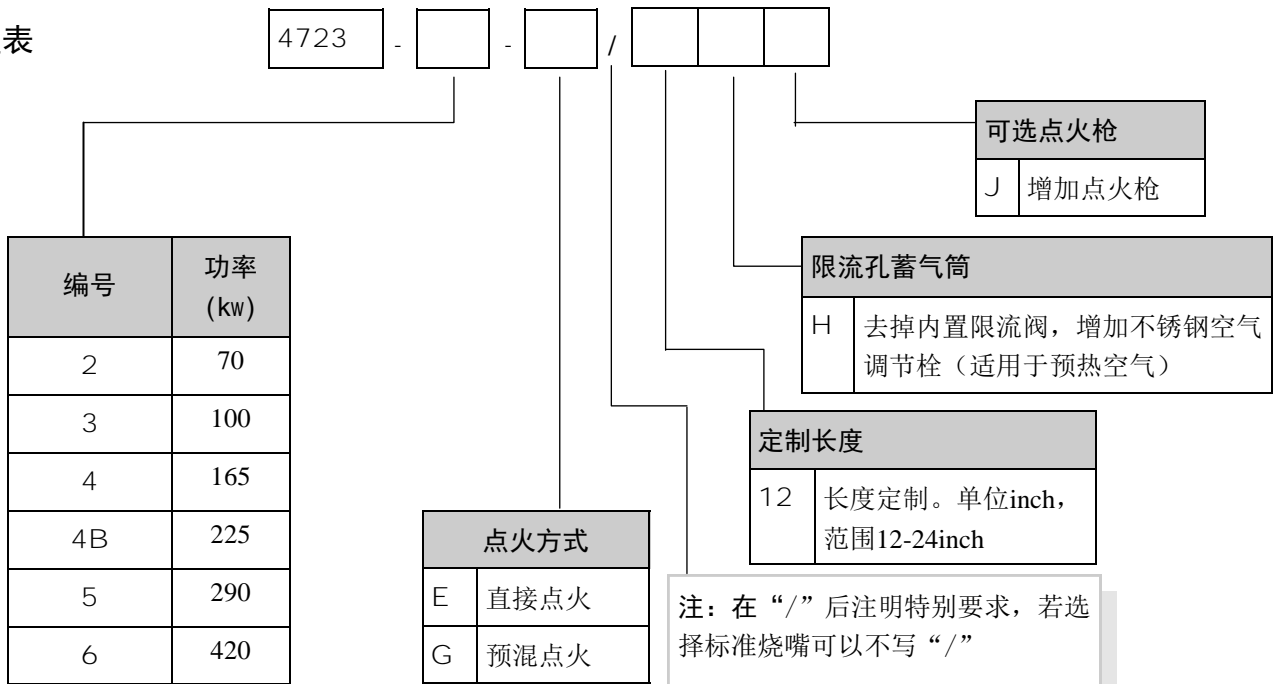 表
4723 - - /
可选点火枪
J 增加点火枪
限流孔蓄气筒
H 去掉内置限流阀，增加不锈钢空气
调节栓（适用于预热空气）
定制长度
12 长度定制。单位inch，
范围12-24inch
编号 功率
(kw)
2 70
3 100
4 165
4B 225
5 290
6 420
点火方式
E 直接点火
G 预混点火
注：在“/”后注明特别要求，若选
择标准烧嘴可以不写“/”